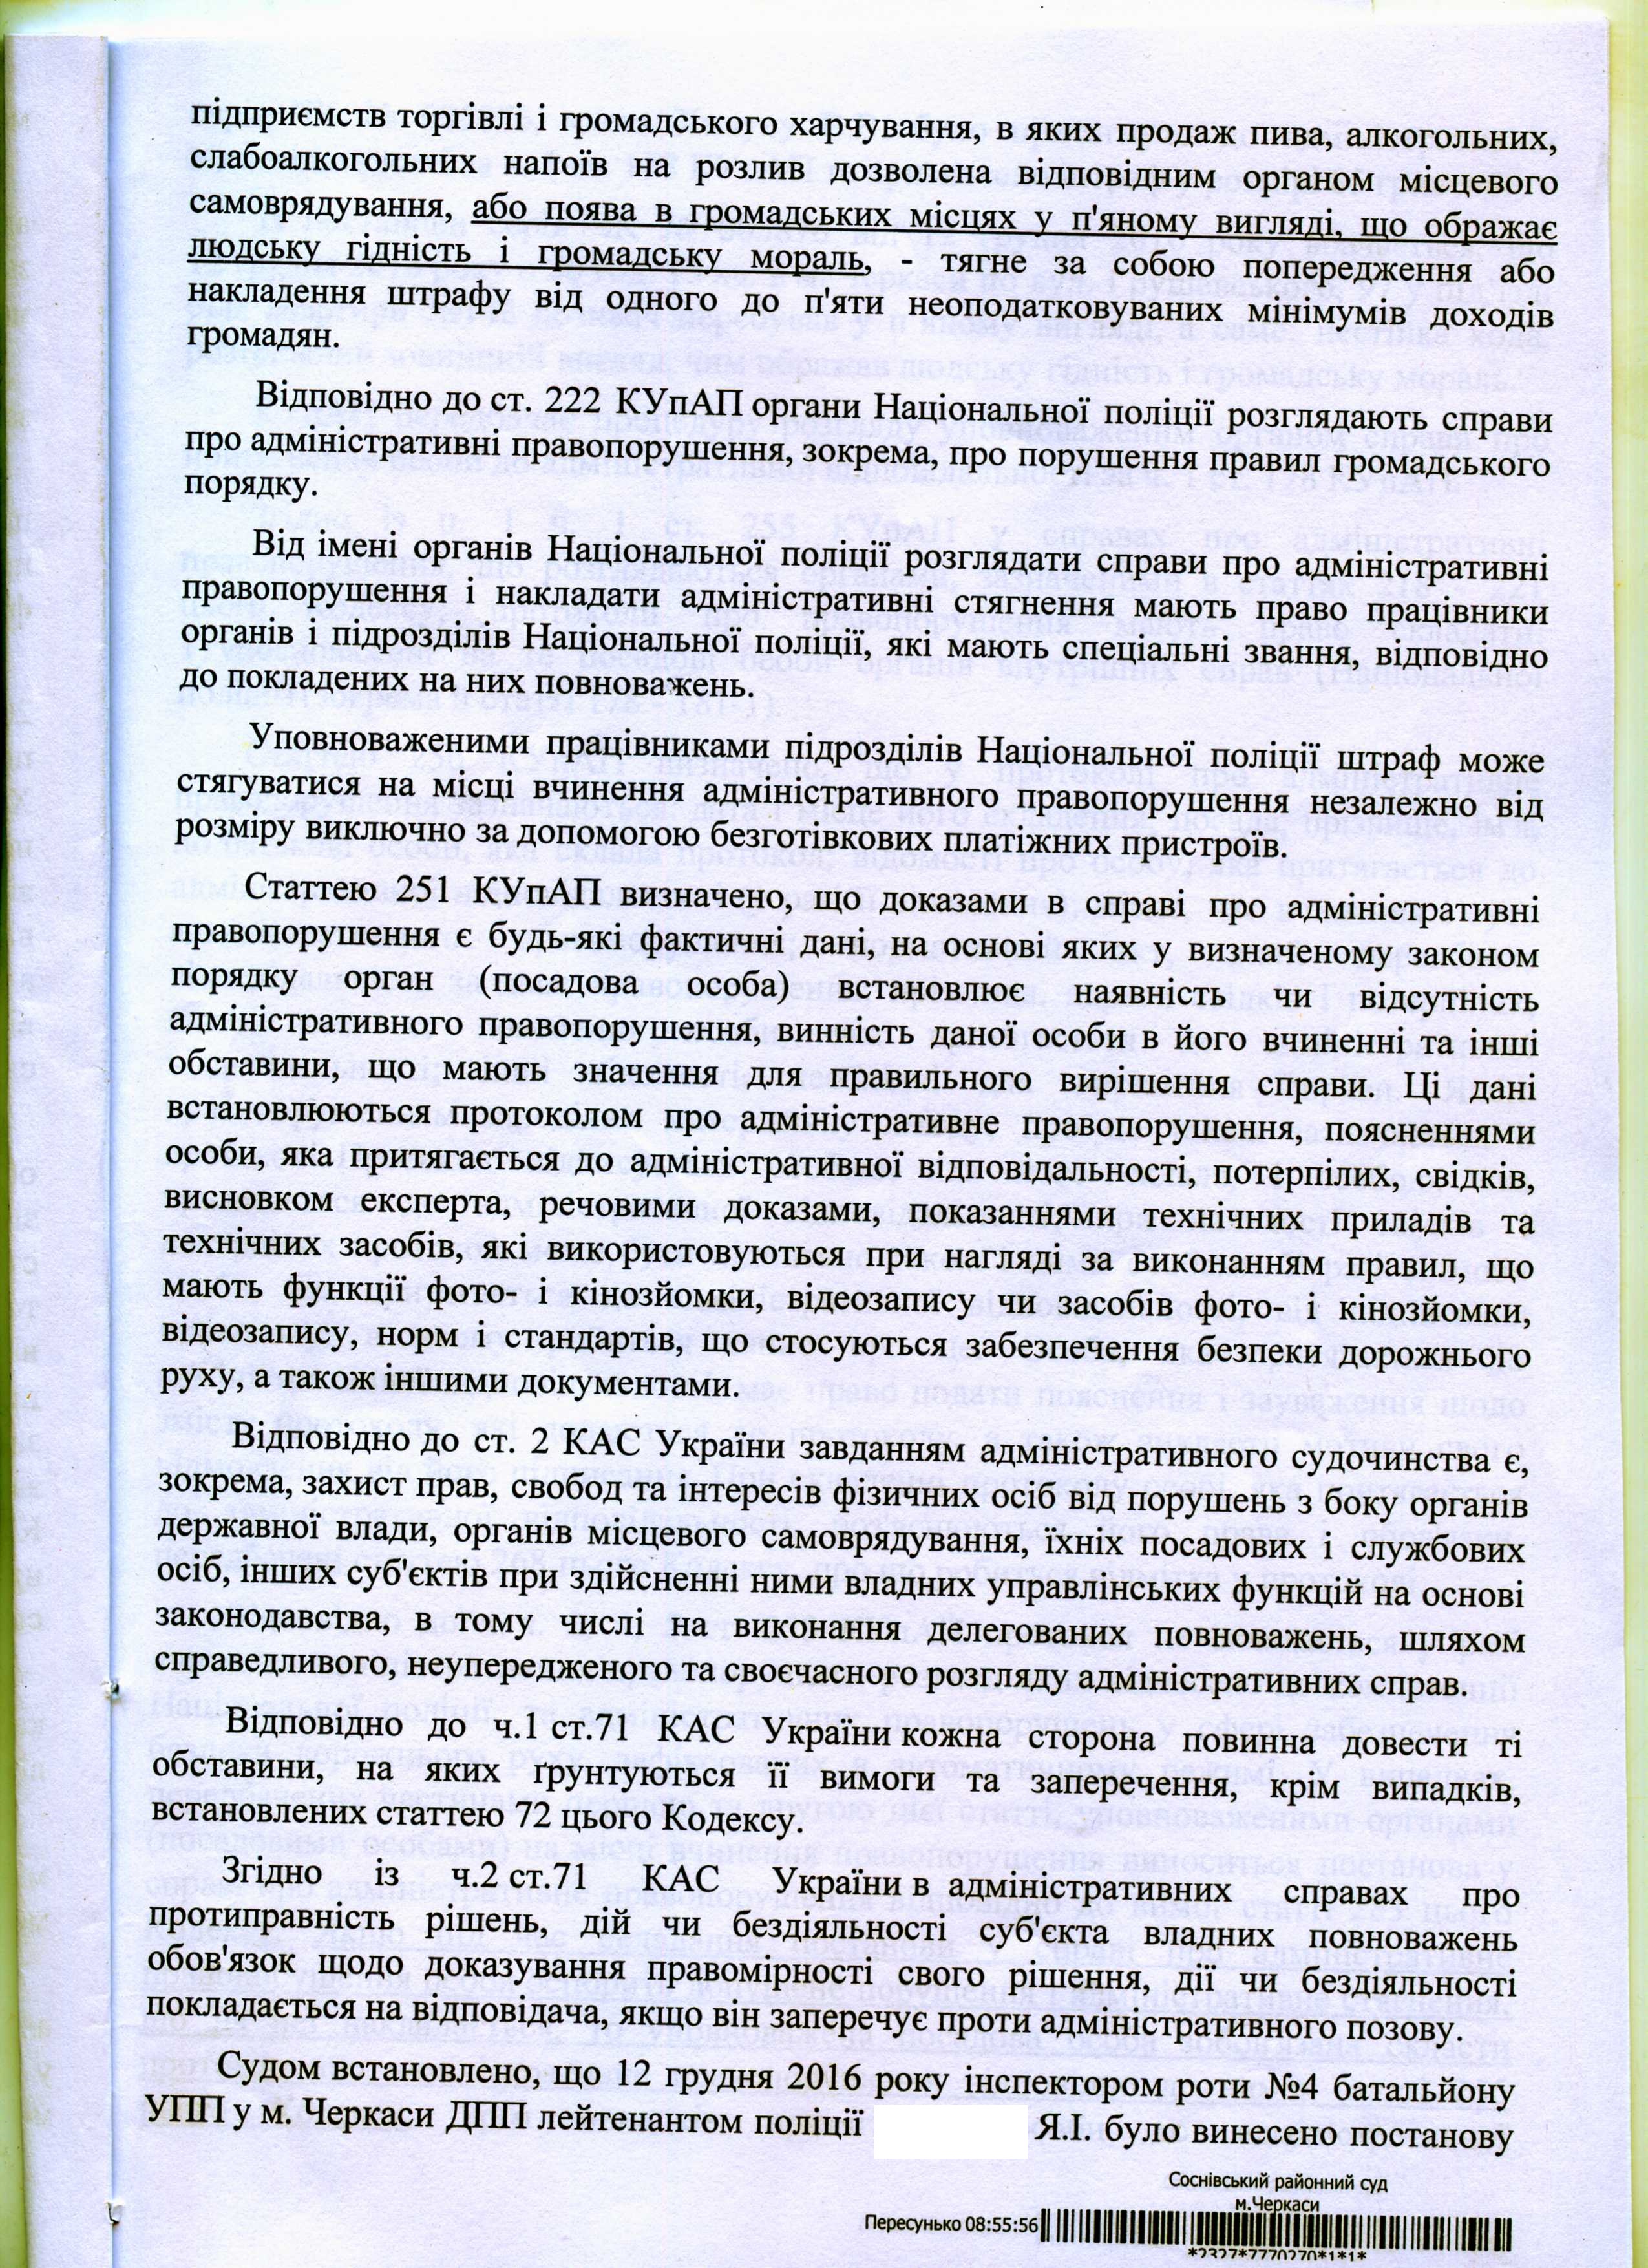 підприємств торгівлі і громадського харчування, в яких продаж пива, алкогольних,
слабоалкогольних напоїв на розлив дозволена відповідним органом місцевого
самоврядування, або поява в громадських місцях у п'яному вигляді, що ображає
людську гідність і громадську мораль, - тягне за собою попередження або
накладення штрафу від одного до п'яти неоподатковуваних мінімумів доходів
громадян.
Відповідно до ст. 222 КУпАП органи Національної поліції розглядають справи
про адміністративні правопорушення, зокрема, про порушення правил громадського
порядку.
Від імені органів Національної поліції розглядати справи про адміністративні
правопорушення і накладати адміністративні стягнення мають право працівники
органів і підрозділів Національної поліції, які мають спеціальні звання, відповідно
до покладених на них повноважень.
Уповноваженими працівниками підрозділів Національної поліції штраф може
стягуватися на місці вчинення адміністративного правопорушення незалежно від
розміру виключно за допомогою безготівкових платіжних пристроїв.
Статтею 251 КУпАП визначено, що доказами в справі про адміністративні
правопорушення є будь-які фактичні дані, на основі яких у визначеному законом
порядку орган (посадова особа) встановлює наявність чи відсутність
адміністративного правопорушення, винність даної особи в його вчиненні та інші
обставини, що мають значення для правильного вирішення справи. Ці дані
встановлюються протоколом про адміністративне правопорушення, поясненнями
особи, яка притягається до адміністративної відповідальності, потерпілих, свідків,
висновком експерта, речовими доказами, показаннями технічних приладів та
технічних засобів, які використовуються при нагляді за виконанням правил, що
мають функції фото- і кінозйомки, відеозапису чи засобів фото- і кінозйомки,
відеозапису, норм і стандартів, що стосуються забезпечення безпеки дорожнього
руху, а також іншими документами.
Відповідно до ст. 2 КАС України завданням адміністративного судочинства є,
зокрема, захист прав, свобод та інтересів фізичних осіб від порушень з боку органів
державної влади, органів місцевого самоврядування, їхніх посадових і службових
осіб, інших суб'єктів при здійсненні ними владних управлінських функцій на основі
законодавства, в тому числі на виконання делегованих повноважень, шляхом
справедливого, неупередженого та своєчасного розгляду адміністративних справ.
Відповідно до ч.1 ст.71 КАС України кожна сторона повинна довести ті
обставини, на яких ґрунтуються її вимоги та заперечення, крім випадків,
встановлених статтею 72 цього Кодексу.
Згідно із ч.2 ст.71 КАС України в адміністративних справах про
протиправність рішень, дій чи бездіяльності суб'єкта владних повноважень
обов'язок щодо доказування правомірності свого рішення, дії чи бездіяльності
покладається на відповідача, якщо він заперечує проти адміністративного позову.
Судом встановлено, що 12 грудня 2016 року інспектором роти №4 батальйону
УПП у м. Черкаси ДПП лейтенантом поліції Я.І. було винесено постанову
Соснівський районний суд
м.Черкаси
Пересунько 08:55:56
*2327*7770270*1*1*